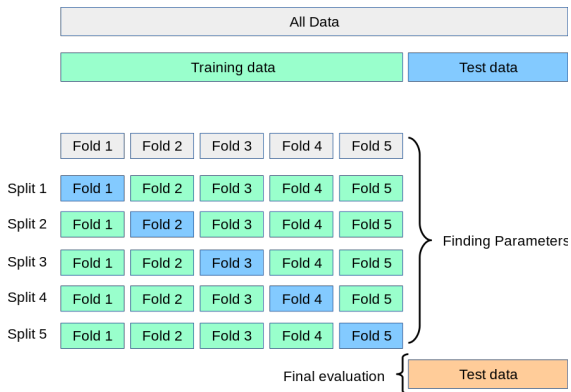 All Data
Training data Test data
Fold 1 Fold 2 Fold 3 Fold 4 Fold 5
Split 1 Fold 1 Fold 2 Fold 3 Fold 4 Fold 5
Split 2 Fold 1 Fold 2 Fold 3 Fold 4 Fold 5
Finding Parameters
Split 3 Fold 1 Fold 2 Fold 3 Fold 4 Fold 5
Split 4 Fold 1 Fold 2 Fold 3 Fold 4 Fold 5
Split 5 Fold 1 Fold 2 Fold 3 Fold 4 Fold 5
Final evaluation Test data